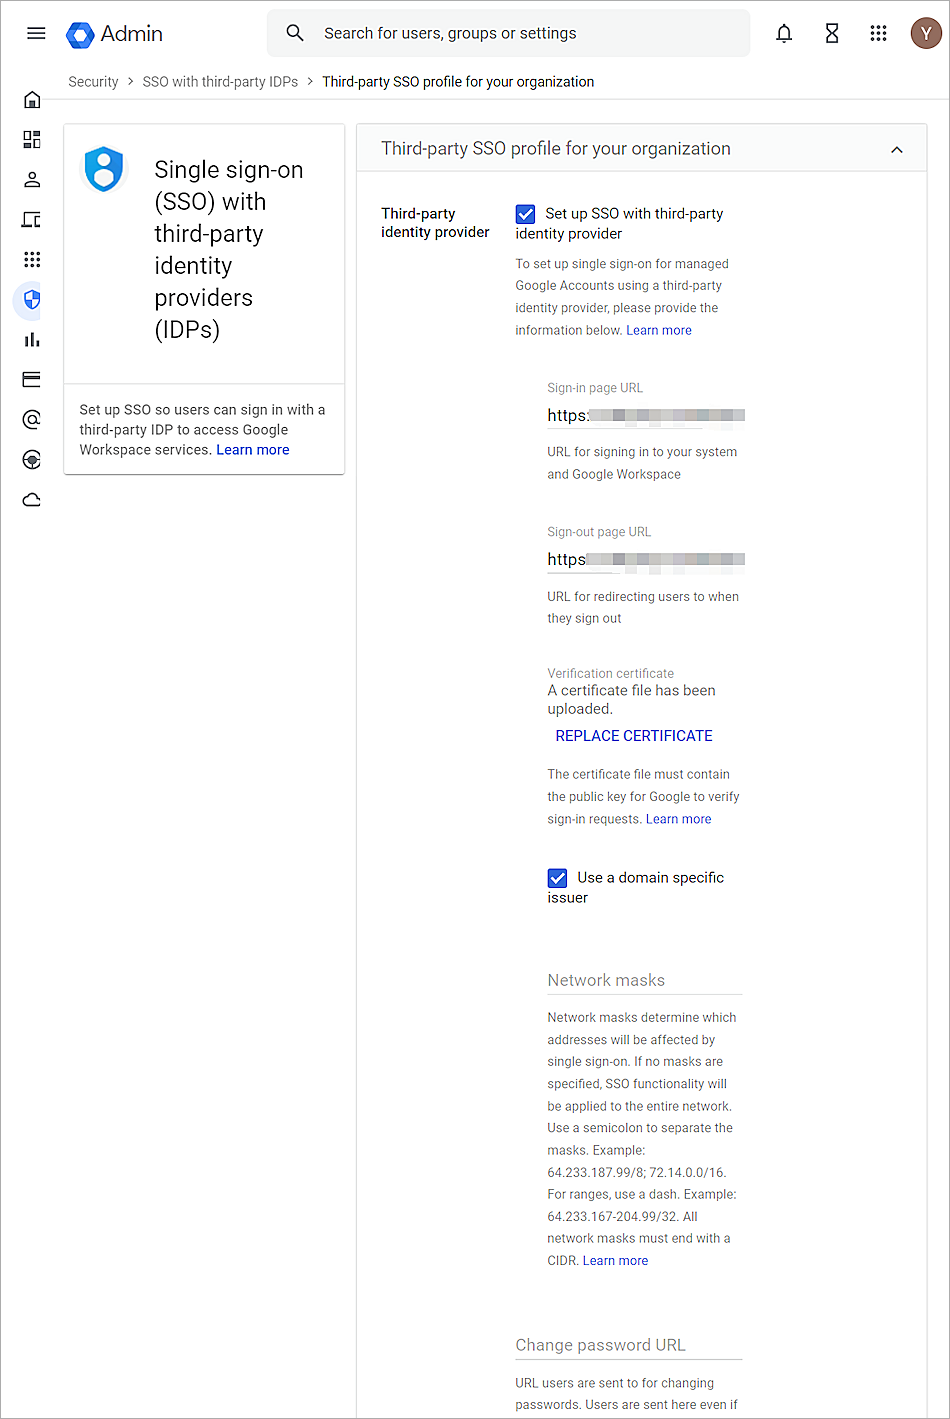 Admin
Search for users, groups or settings
Y
Security > SSO with third-party IDPs > Third-party SSO profile for your organization
Single sign-on
(SSO) with
third-party
identity
providers
(IDPs)
Set up SSO so users can sign in with a
third-party IDP to access Google
Workspace services. Learn more
Third-party SSO profile for your organization
Third-party
identity provider
Set up SSO with third-party
identity provider
To set up single sign-on for managed
Google Accounts using a third-party
identity provider, please provide the
information below. Learn more
Sign-in page URL
https:
URL for signing in to your system
and Google Workspace
Sign-out page URL
https
URL for redirecting users to when
they sign out
Verification certificate
A certificate file has been
uploaded.
REPLACE CERTIFICATE
The certificate file must contain
the public key for Google to verify
sign-in requests. Learn more
Use a domain specific
issuer
Network masks
Network masks determine which
addresses will be affected by
single sign-on. If no masks are
specified, SSO functionality will
be applied to the entire network.
Use a semicolon to separate the
masks. Example:
64.233.187.99/8; 72.14.0.0/16.
For ranges, use a dash. Example:
64.233.167-204.99/32. All
network masks must end with a
CIDR. Learn more
Change password URL
URL users are sent to for changing
passwords. Users are sent here even if